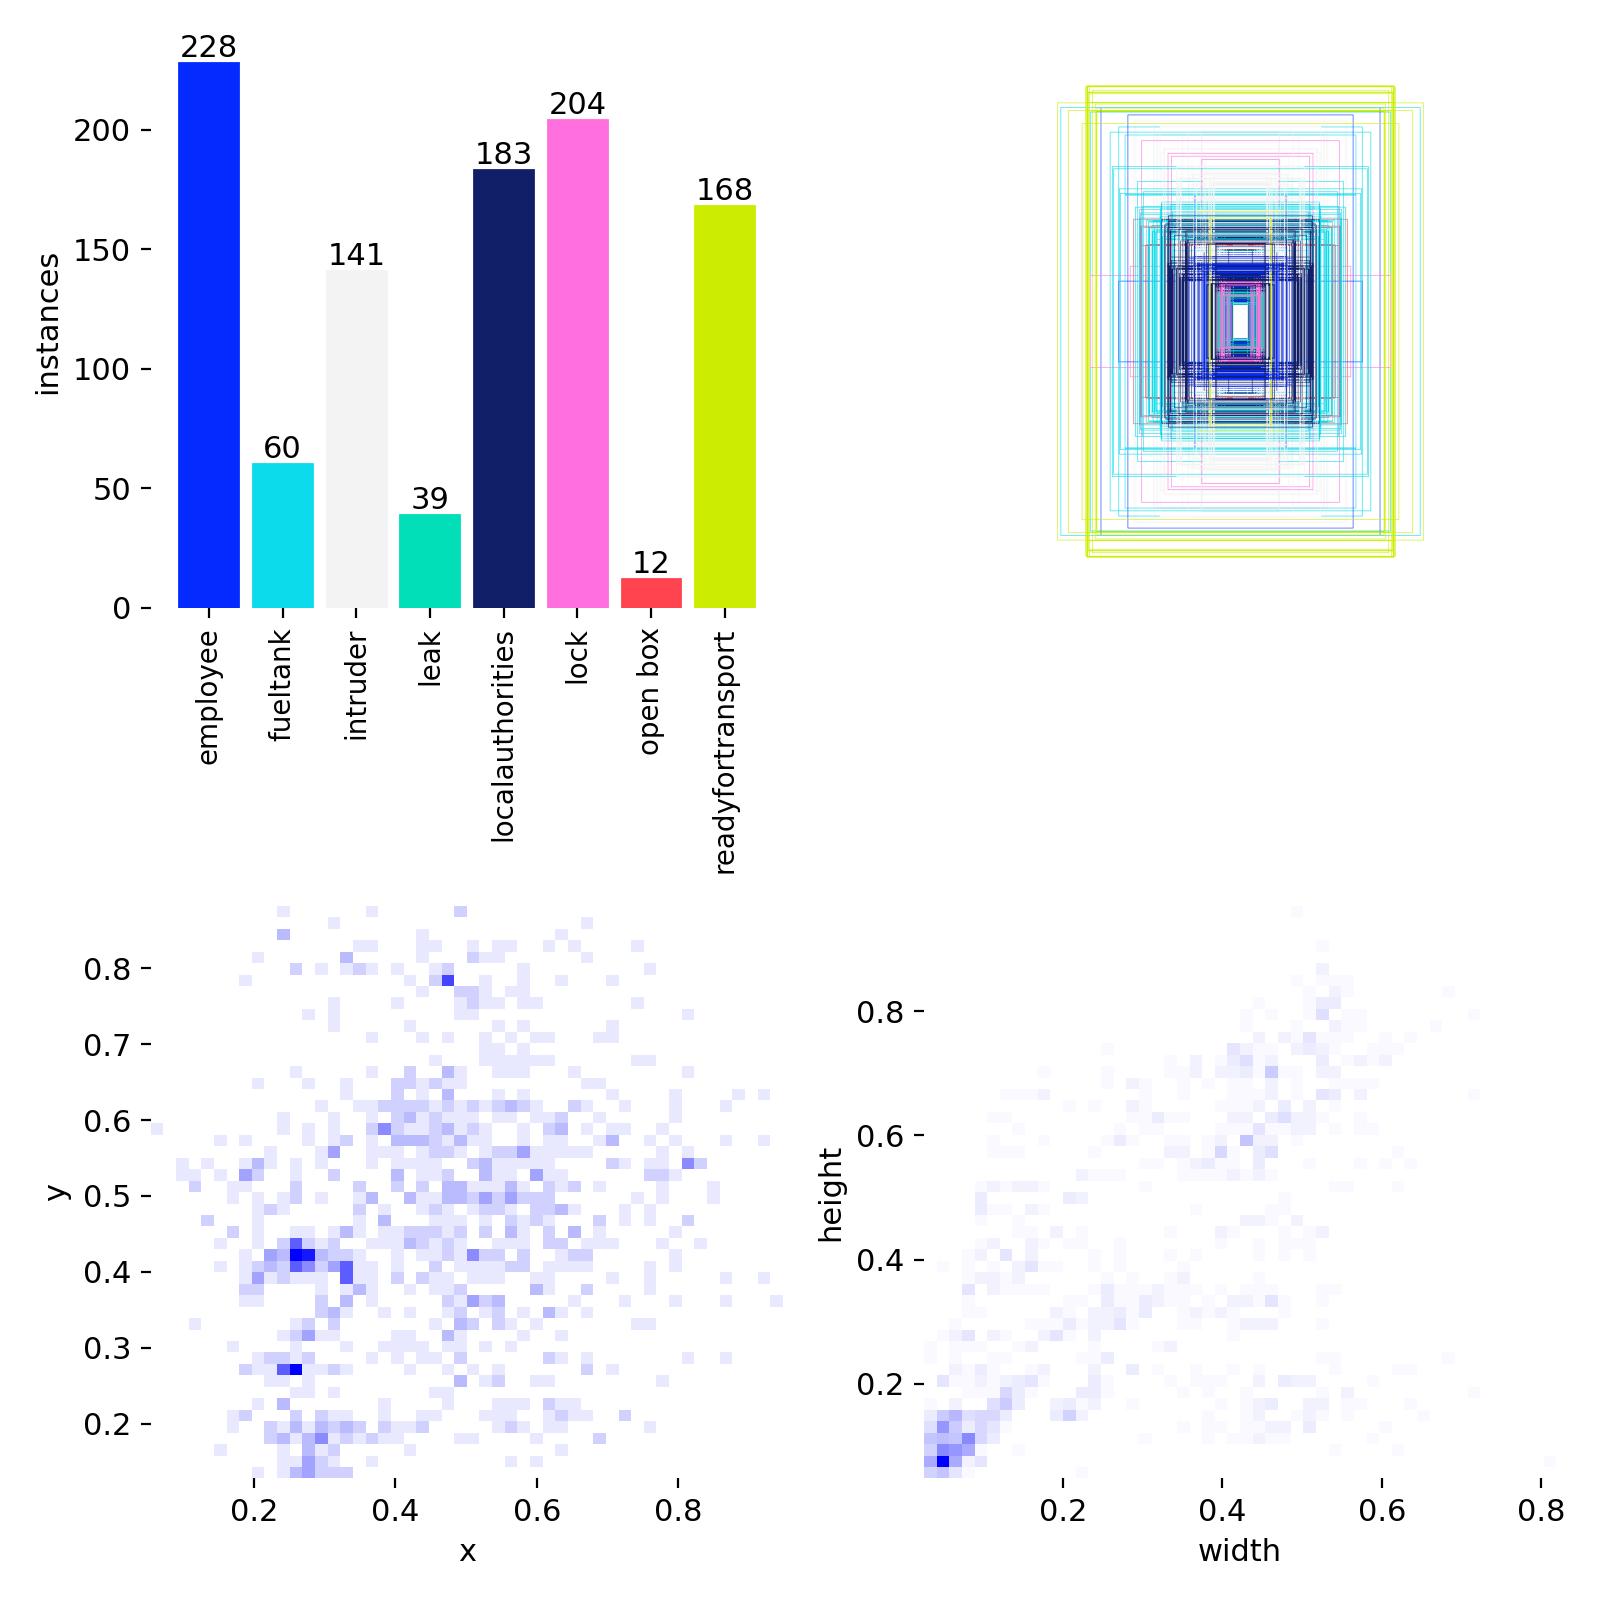 228
204
183
168
141
60
39
12
instances
200
150
100
50
0
employee
fueltank
intruder
leak
localauthorities
lock
open box
readyfortransport
y
0.8
0.7
0.6
0.5
0.4
0.3
0.2
0.2 0.4 0.6 0.8
x
height
0.8
0.6
0.4
0.2
0.2 0.4 0.6 0.8
width